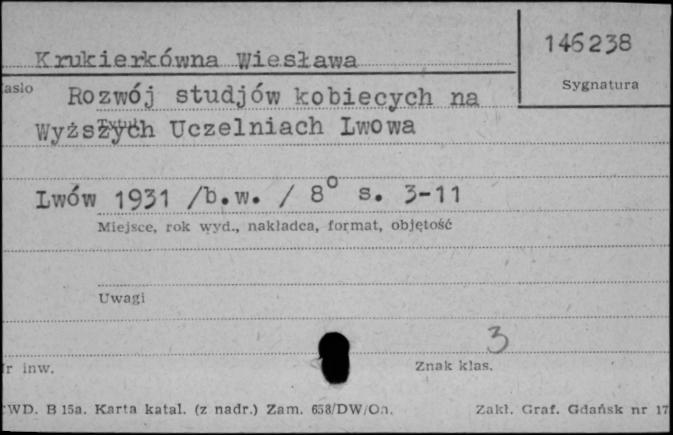 146238
Krukierkówna Wiesława
Sygnatura
asło Rozwój studjów kobiecych na
Wyższych Uczelniach Lwowa
Tytuł
Lwów 1931 /b.w. / 8° s. 3-11
Miejsce, rok wyd., nakładca, format, objętość
Uwagi
3
r inw.
Znak klas.
WD. B 15a. Karta katal. (z nadr.) Zam. 658/DW/On. Zakł. Graf. Gdańsk nr 17